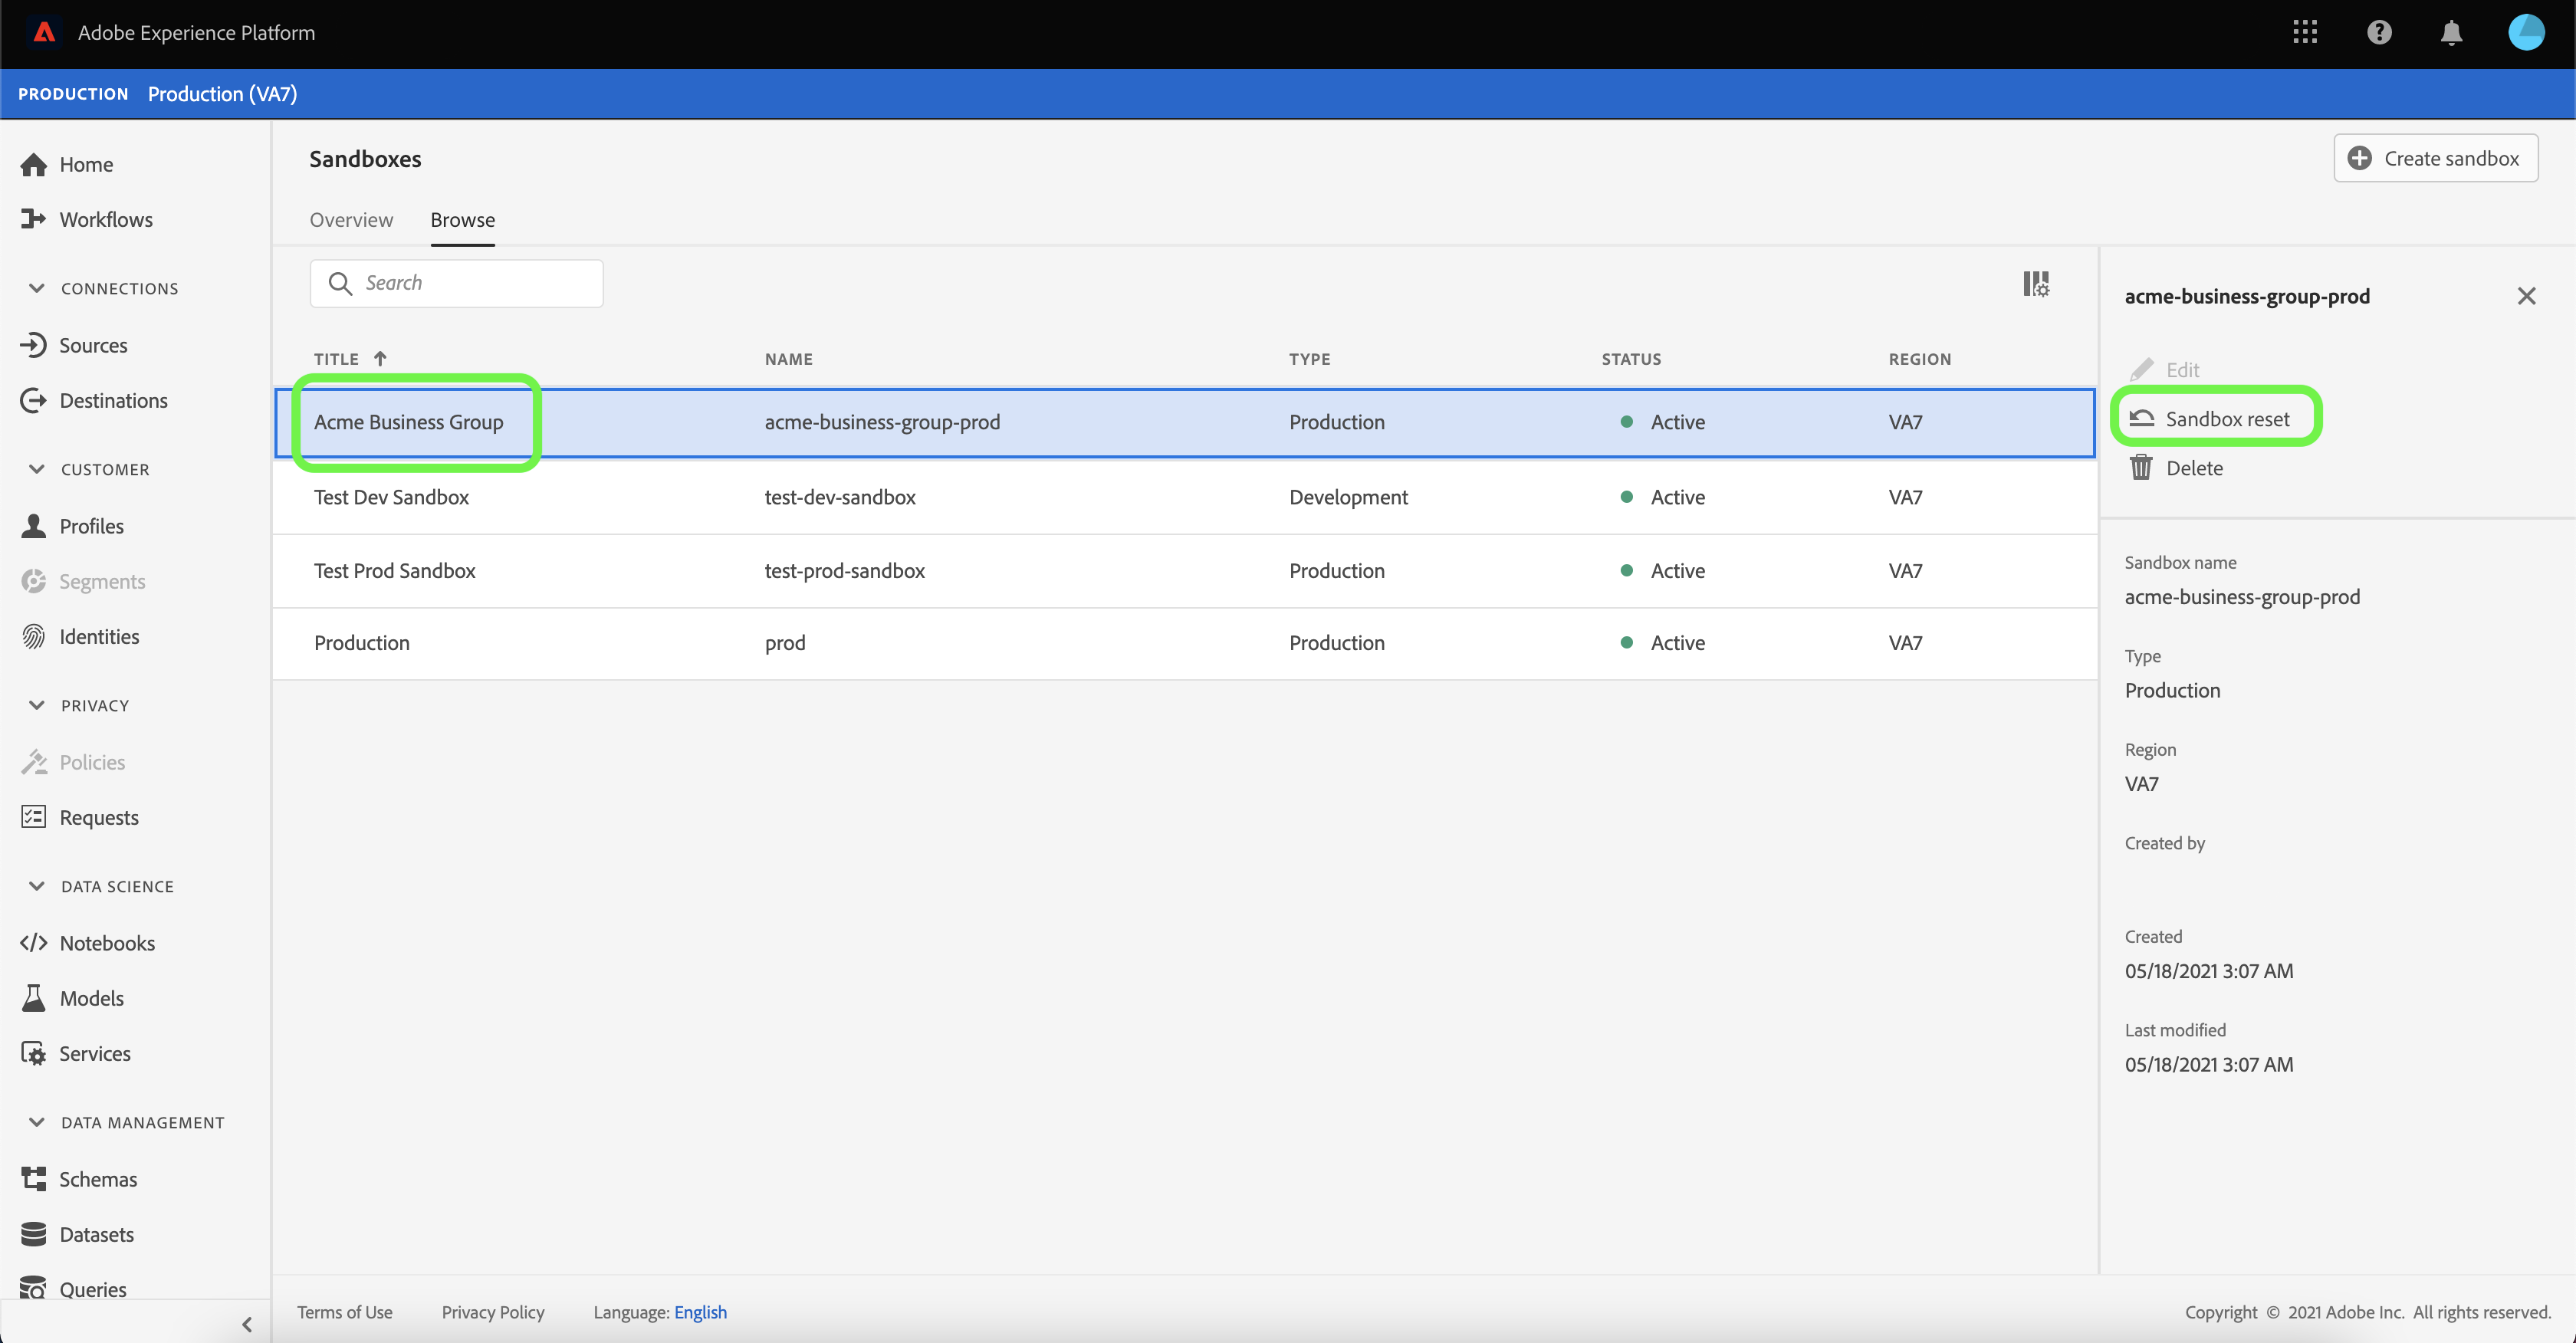 Adobe Experience Platform
PRODUCTION Production (VA7)
Home
Workflows
CONNECTIONS
Sources
Destinations
CUSTOMER
Profiles
Segments
Identities
PRIVACY
Policies
Requests
DATA SCIENCE
Notebooks
Models
Services
DATA MANAGEMENT
Schemas
Datasets
Queries
Sandboxes
Create sandbox
Overview Browse
Search
TITLE NAME TYPE STATUS REGION
Acme Business Group acme-business-group-prod Production Active VA7
Test Dev Sandbox test-dev-sandbox Development Active VA7
Test Prod Sandbox test-prod-sandbox Production Active VA7
Production prod Production Active VA7
acme-business-group-prod
Edit
Sandbox reset
Delete
Sandbox name
acme-business-group-prod
Type
Production
Region
VA7
Created by
Created
05/18/2021 3:07 AM
Last modified
05/18/2021 3:07 AM
Terms of Use Privacy Policy Language: English Copyright © 2021 Adobe Inc. All rights reserved.